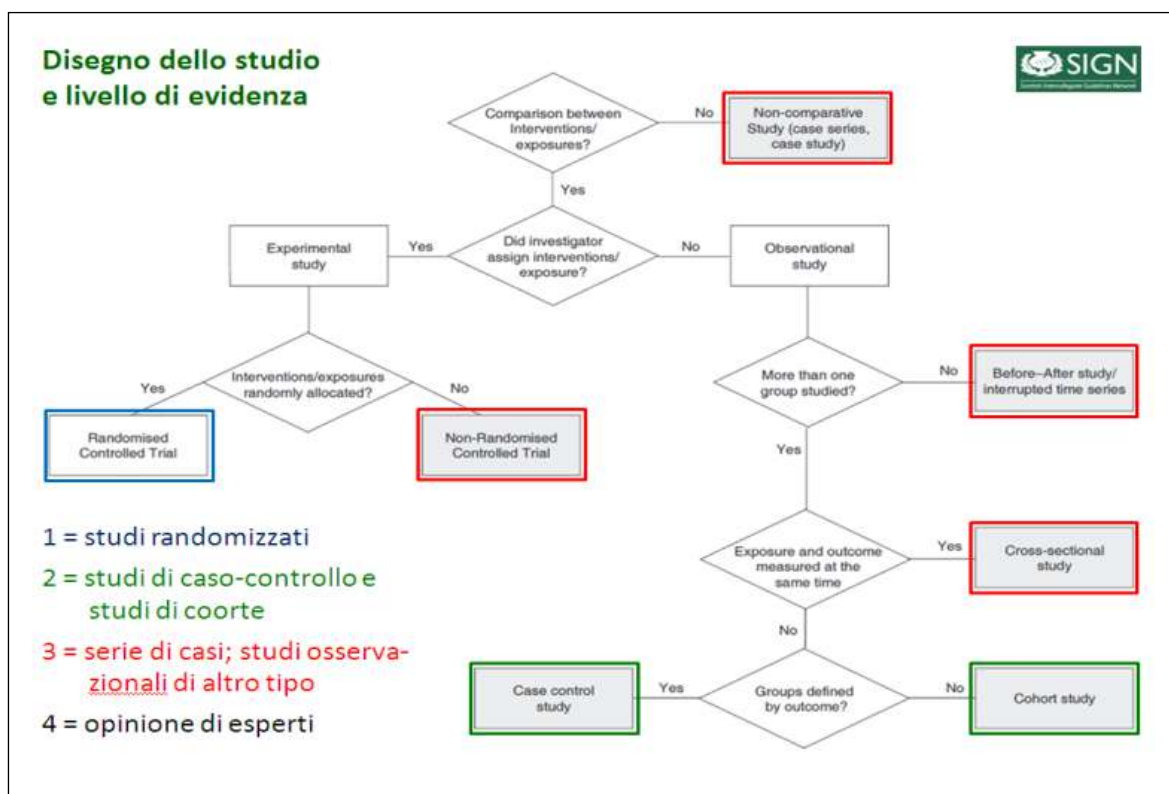 Disegno dello studio
e livello di evidenza
SIGN
Comparison between
Interventions/
exposures?
No
Non-comparative
Study (case series,
case study)
Yes
Experimental
study
Yes
Did investigator
assign interventions/
exposure?
No
Observational
study
Yes
Interventions/exposures
randomly allocated?
No
More than one
group studied?
No
Before–After study/
interrupted time series
Randomised
Controlled Trial
Non-Randomised
Controlled Trial
Yes
1 = studi randomizzati
2 = studi di caso-controllo e
studi di coorte
3 = serie di casi; studi osserva-
zionali di altro tipo
4 = opinione di esperti
Exposure and outcome
measured at the
same time
Yes
Cross-sectional
study
No
Case control
study
Yes
Groups defined
by outcome?
No
Cohort study